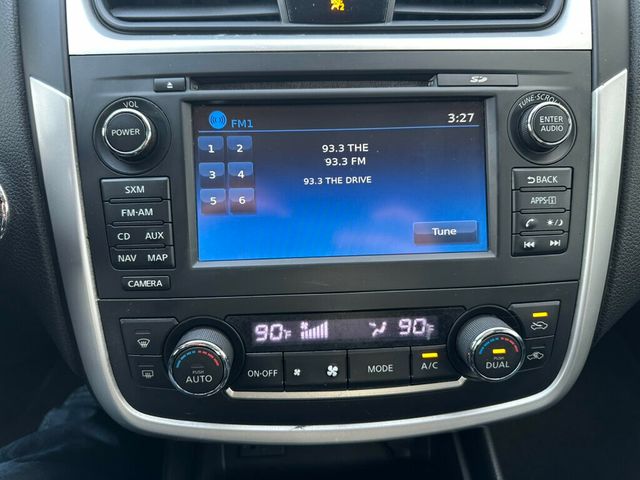 SD
VOL
POWER
SXM
FM-AM
CD AUX
NAV MAP
CAMERA
FM1
3:27
1 2
3 4
5 6
93.3 THE
93.3 FM
93.3 THE DRIVE
Tune
TUNE•SCROLL
ENTER
AUDIO
BACK
APPS•i
90°F
90°F
PUSH
AUTO
ON•OFF
MODE
A/C
PUSH
DUAL